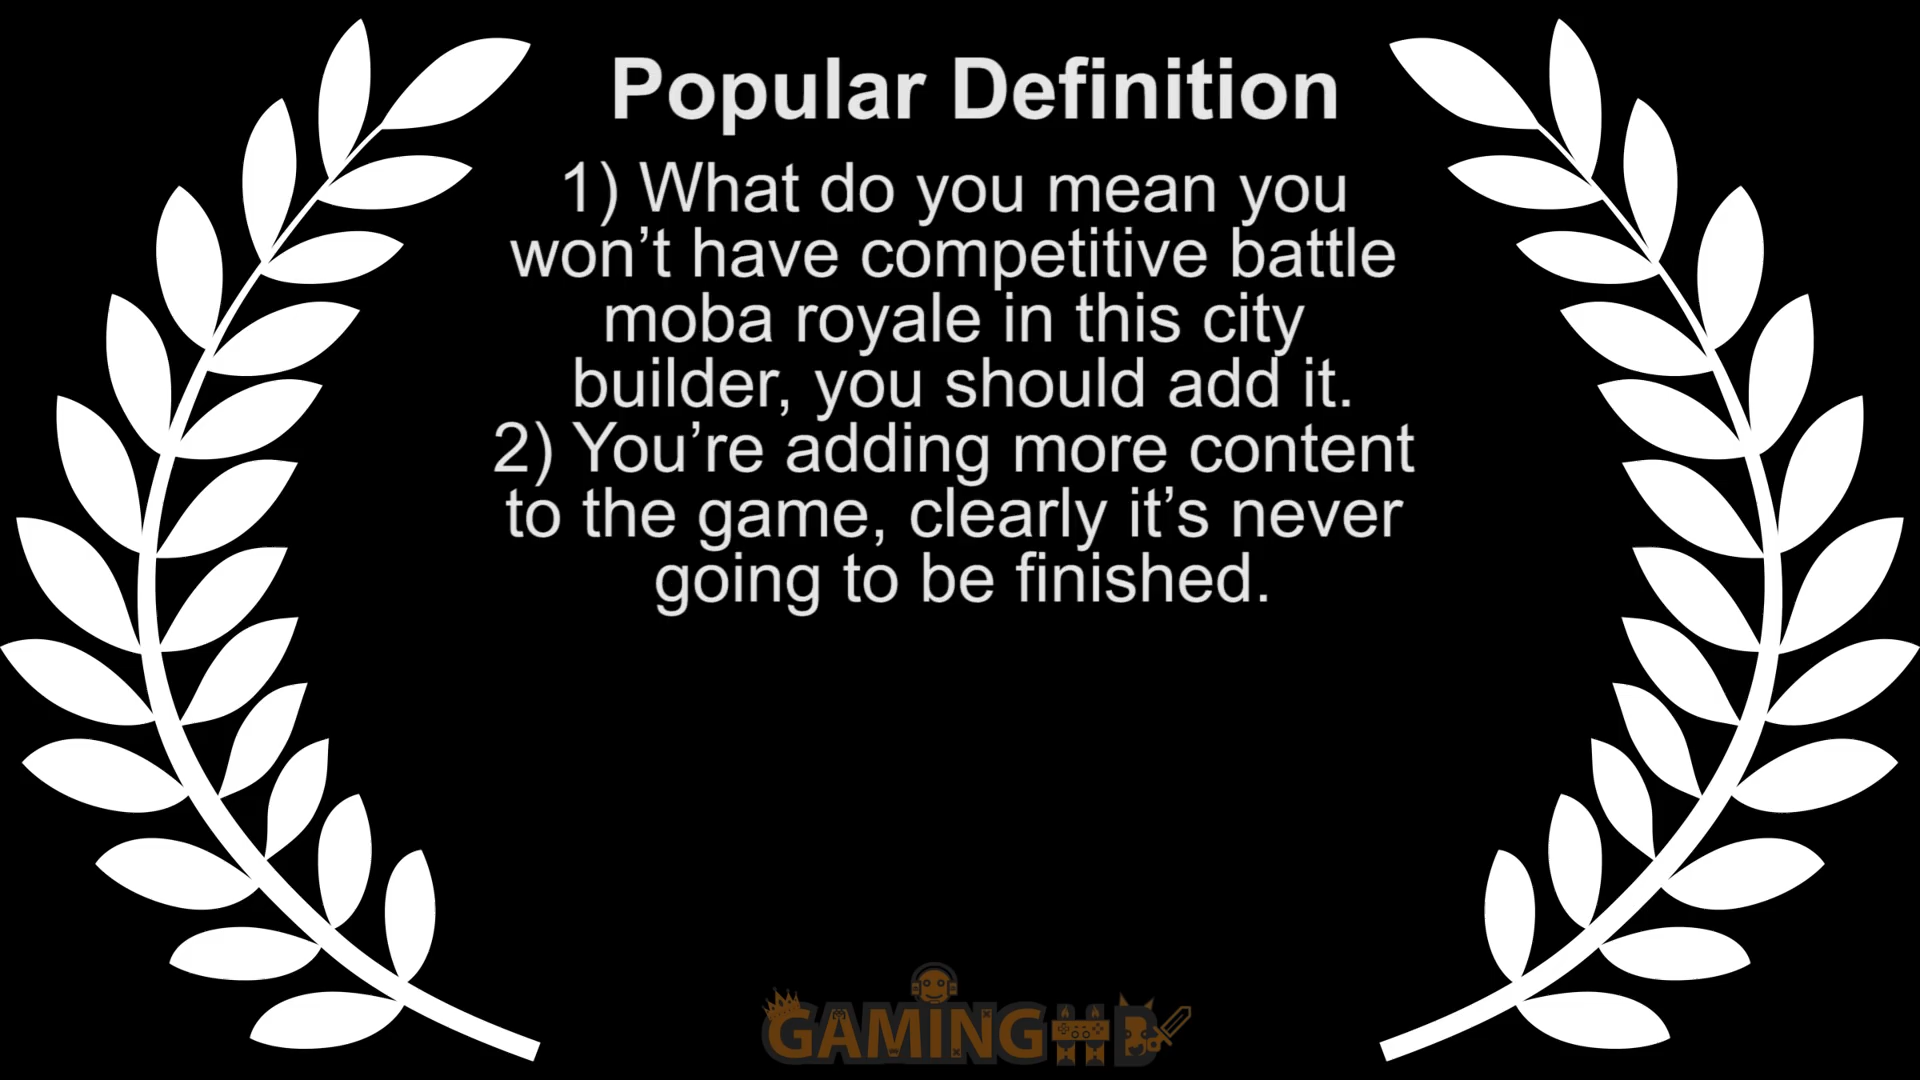 Popular Definition
1) What do you mean you
won’t have competitive battle
moba royale in this city
builder, you should add it.
2) You’re adding more content
to the game, clearly it’s never
going to be finished.
GAMING HUB